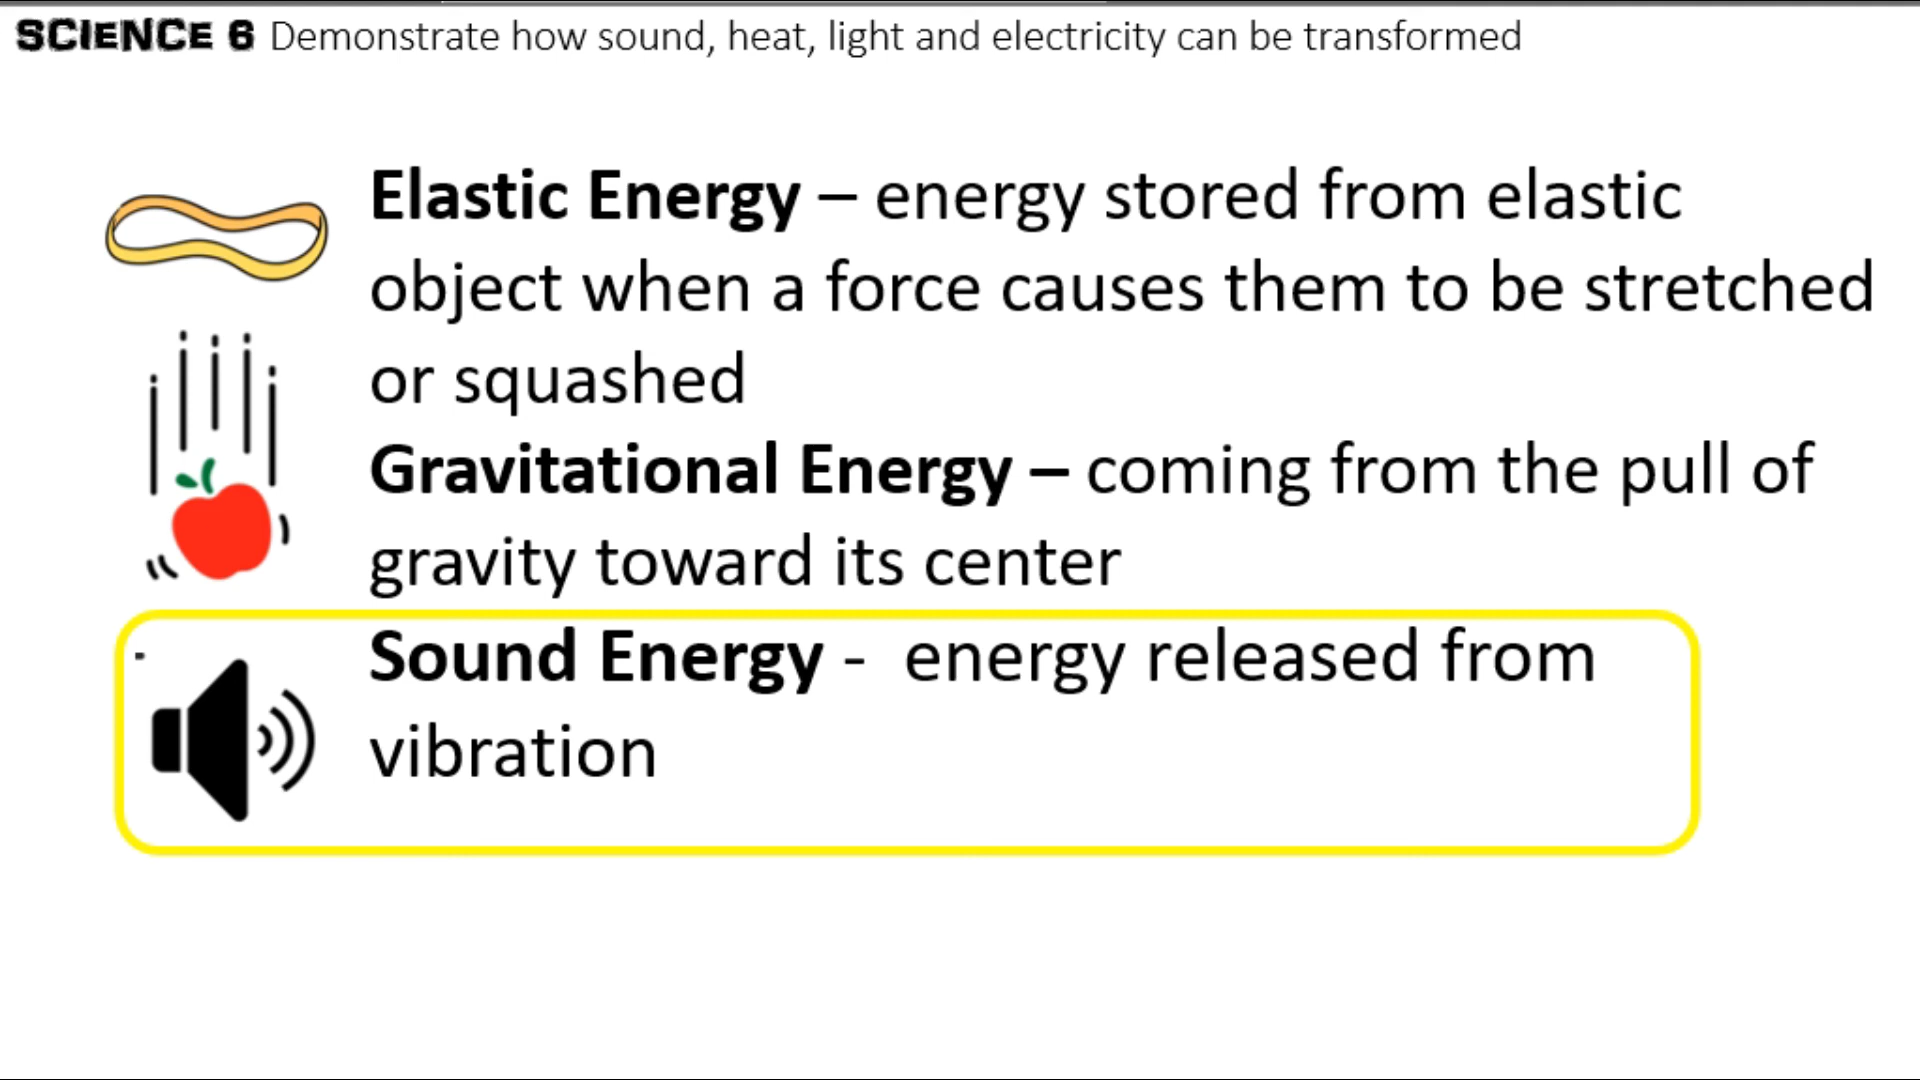 SCIENCE 6 Demonstrate how sound, heat, light and electricity can be transformed
Elastic Energy – energy stored from elastic
object when a force causes them to be stretched
or squashed
Gravitational Energy – coming from the pull of
gravity toward its center
Sound Energy - energy released from
vibration